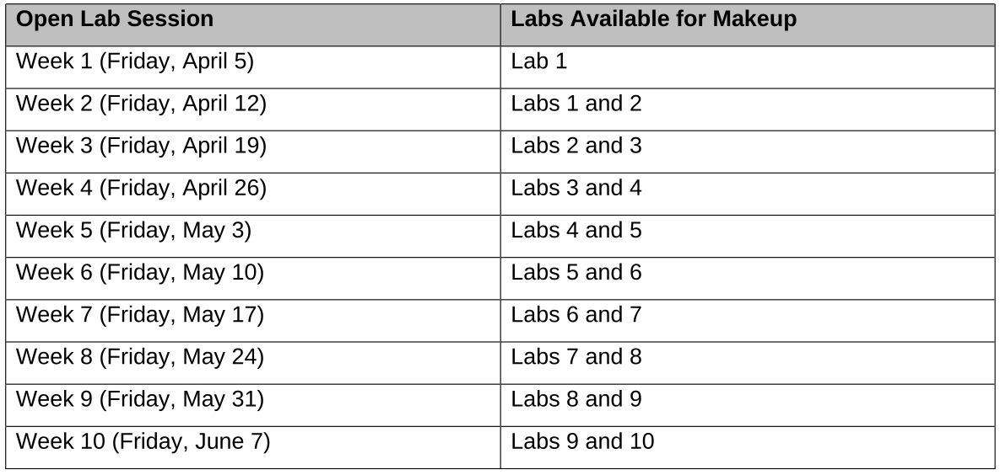 Open Lab Session Labs Available for Makeup
Week 1 (Friday, April 5) Lab 1
Week 2 (Friday, April 12) Labs 1 and 2
Week 3 (Friday, April 19) Labs 2 and 3
Week 4 (Friday, April 26) Labs 3 and 4
Week 5 (Friday, May 3) Labs 4 and 5
Week 6 (Friday, May 10) Labs 5 and 6
Week 7 (Friday, May 17) Labs 6 and 7
Week 8 (Friday, May 24) Labs 7 and 8
Week 9 (Friday, May 31) Labs 8 and 9
Week 10 (Friday, June 7) Labs 9 and 10